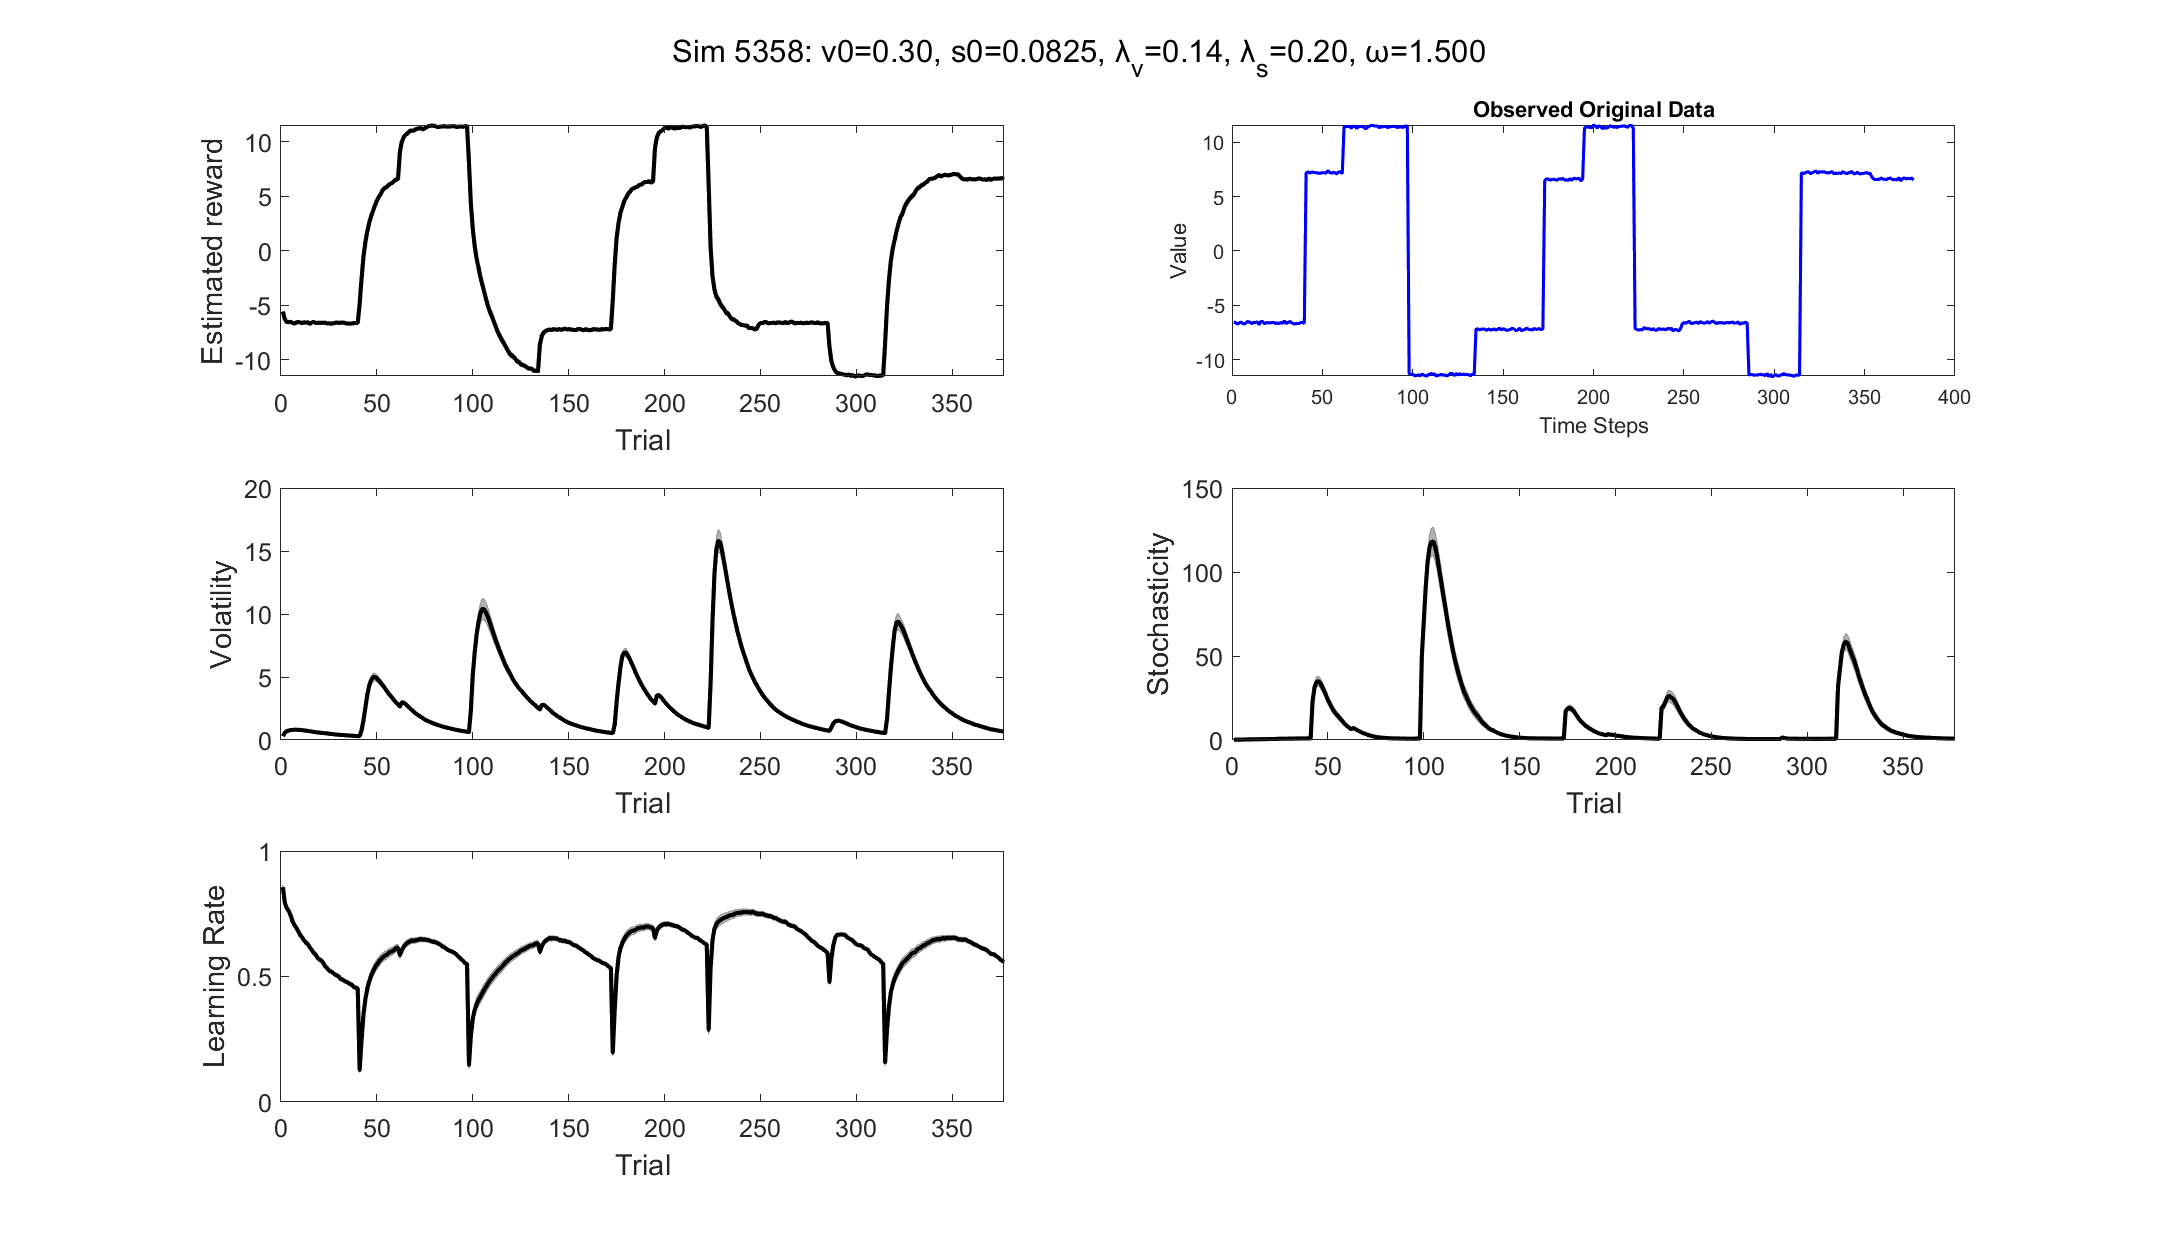 Sim 5358: v0=0.30, s0=0.0825, λv=0.14, λs=0.20, ω=1.500
Estimated reward
10
5
0
-5
-10
0 50 100 150 200 250 300 350
Trial
Observed Original Data
Value
10
5
0
-5
-10
0 50 100 150 200 250 300 350 400
Time Steps
Volatility
20
15
10
5
0
0 50 100 150 200 250 300 350
Trial
Stochasticity
150
100
50
0
0 50 100 150 200 250 300 350
Trial
Learning Rate
1
0.5
0
0 50 100 150 200 250 300 350
Trial